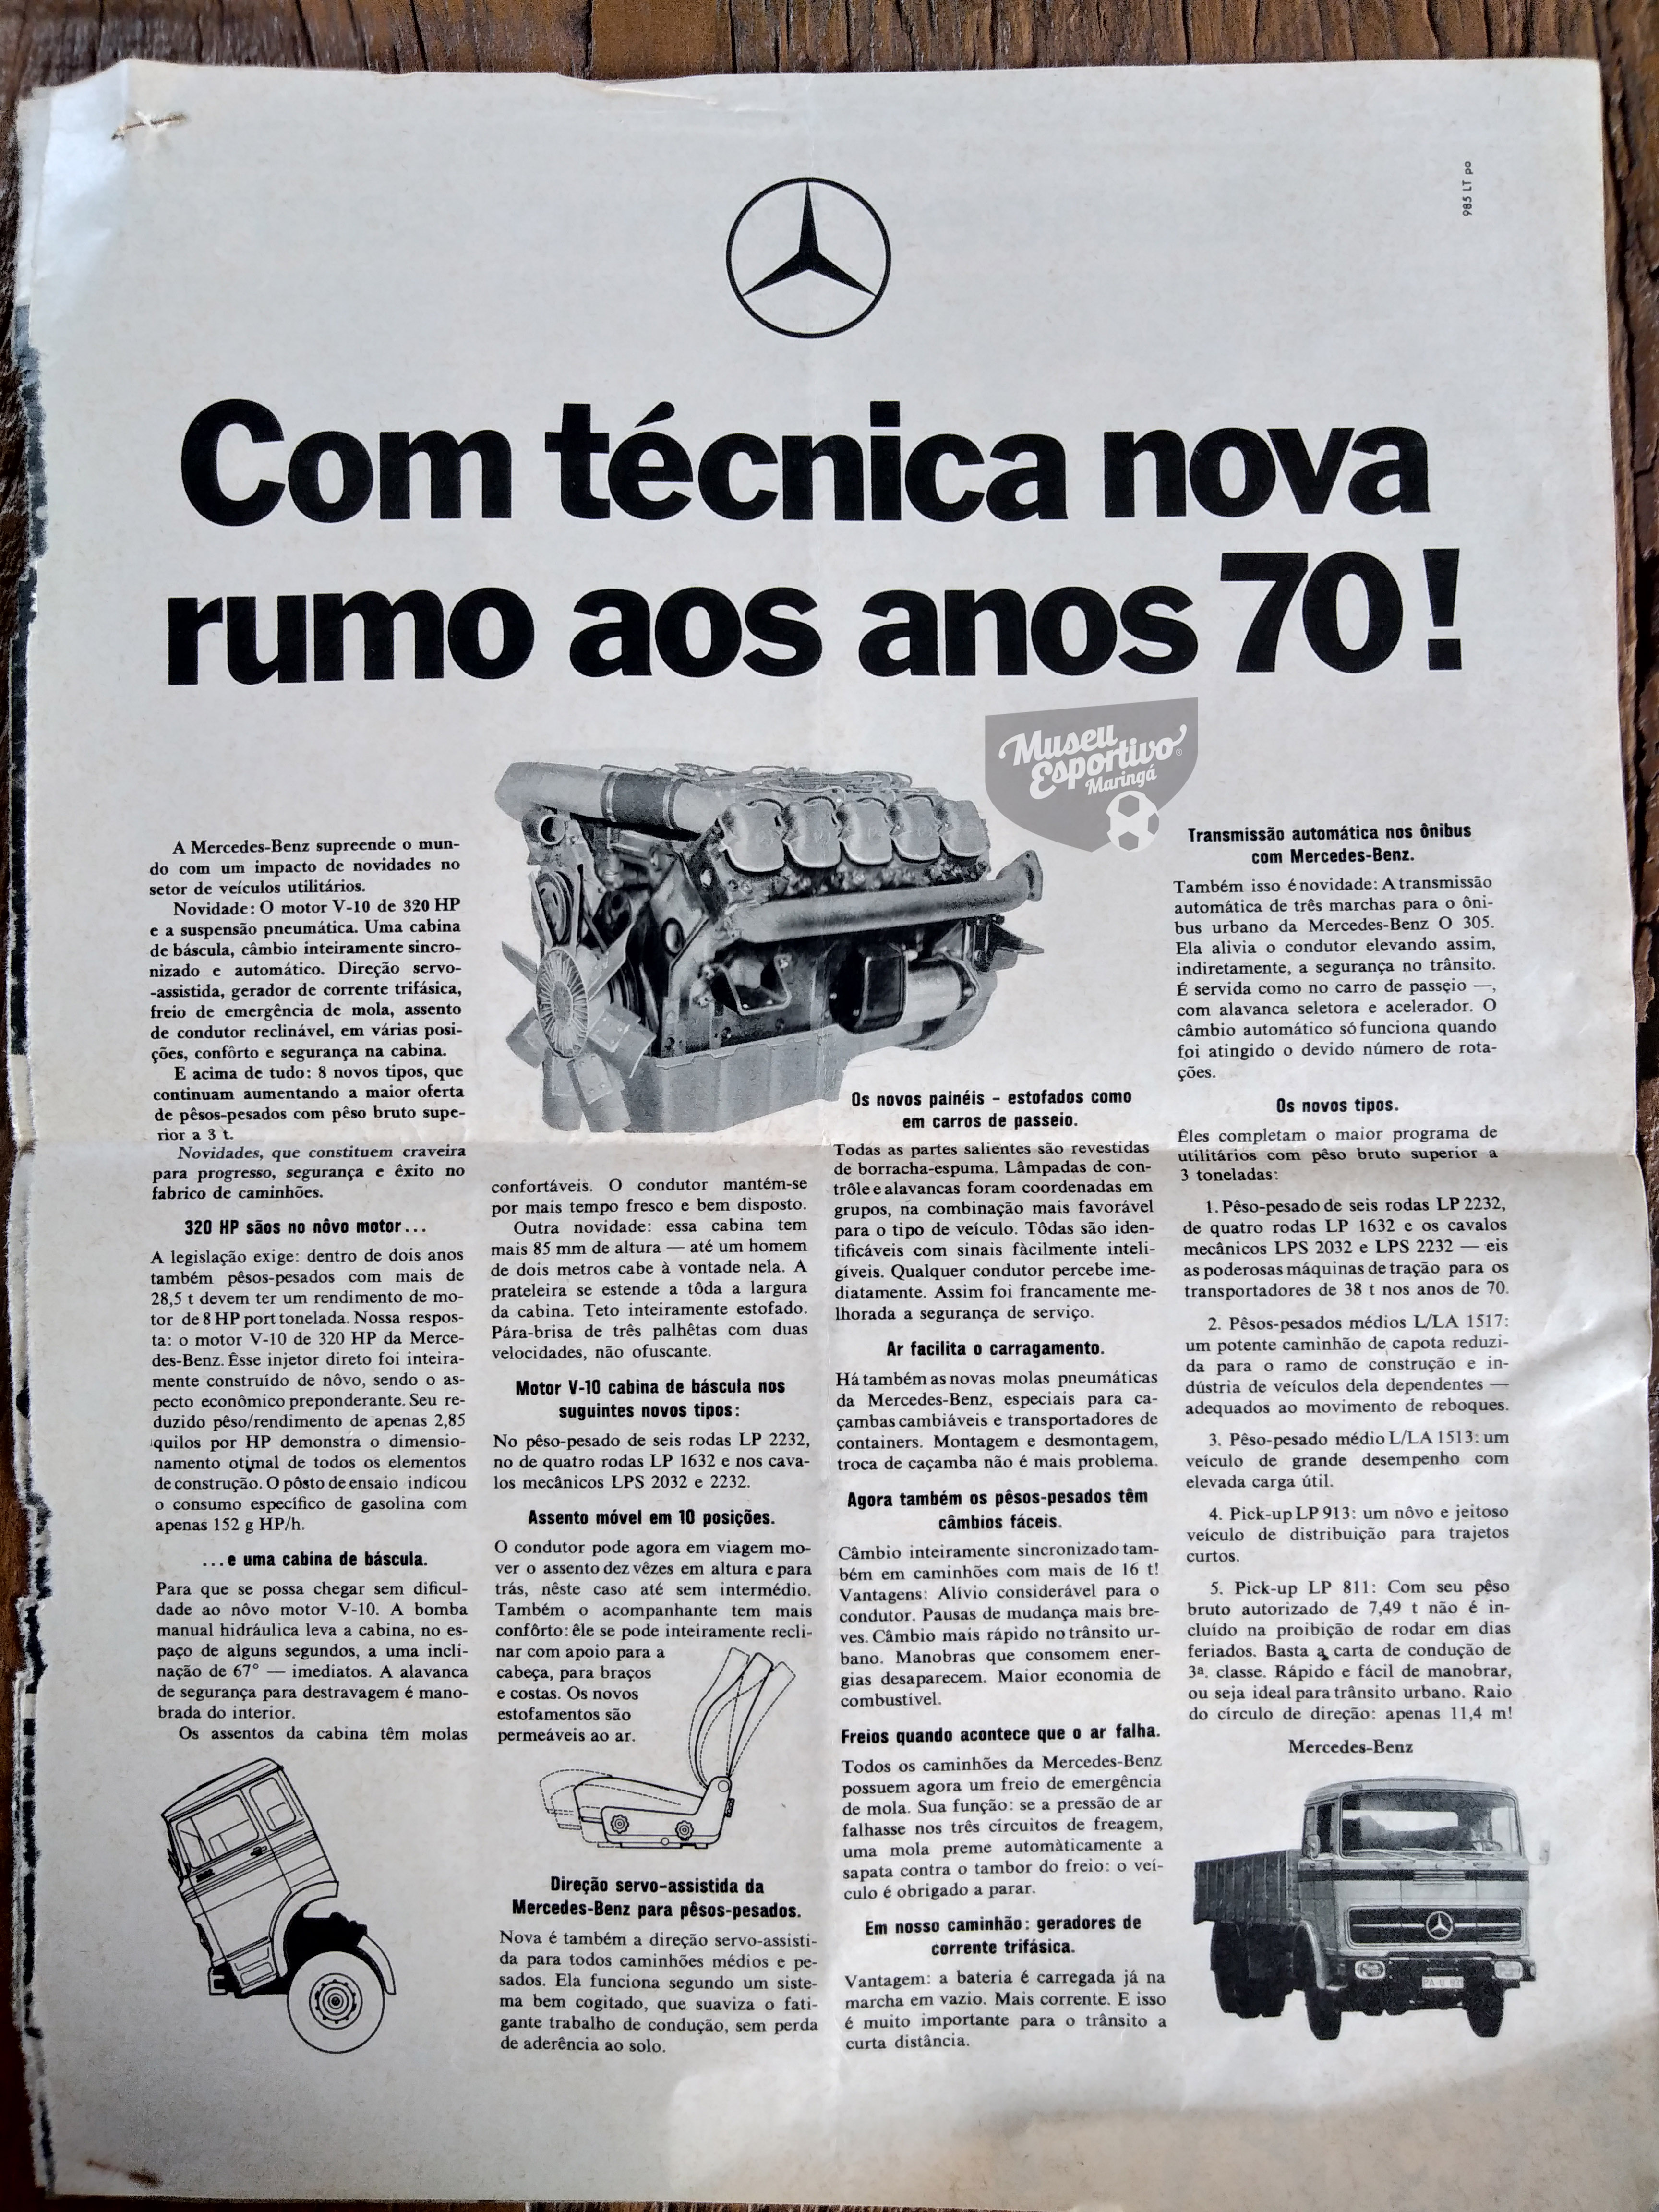 985 LT po
Com técnica nova
rumo aos anos 70!
Museu
Esportivo®
Maringá
A Mercedes-Benz supreende o mun-
do com um impacto de novidades no
setor de veículos utilitários.
Novidade: O motor V-10 de 320 HP
e a suspensão pneumática. Uma cabina
de báscula, câmbio inteiramente sincro-
nizado e automático. Direção servo-
-assistida, gerador de corrente trifásica,
freio de emergência de mola, assento
de condutor reclinável, em várias posi-
ções, confôrto e segurança na cabina.
E acima de tudo: 8 novos tipos, que
continuam aumentando a maior oferta
de pêsos-pesados com pêso bruto supe-
rior a 3 t.
Novidades, que constituem craveira
para progresso, segurança e êxito no
fabrico de caminhões.
320 HP sãos no nôvo motor...
A legislação exige: dentro de dois anos
também pêsos-pesados com mais de
28,5 t devem ter um rendimento de mo-
tor de 8 HP port tonelada. Nossa respos-
ta: o motor V-10 de 320 HP da Merce-
des-Benz. Êsse injetor direto foi inteira-
mente construído de nôvo, sendo o as-
pecto econômico preponderante. Seu re-
duzido pêso/rendimento de apenas 2,85
quilos por HP demonstra o dimensio-
namento otimal de todos os elementos
de construção. O pôsto de ensaio indicou
o consumo específico de gasolina com
apenas 152 g HP/h.
...e uma cabina de báscula.
Para que se possa chegar sem dificul-
dade ao nôvo motor V-10. A bomba
manual hidráulica leva a cabina, no es-
paço de alguns segundos, a uma incli-
nação de 67° — imediatos. A alavanca
de segurança para destravagem é mano-
brada do interior.
Os assentos da cabina têm molas
confortáveis. O condutor mantém-se
por mais tempo fresco e bem disposto.
Outra novidade: essa cabina tem
mais 85 mm de altura — até um homem
de dois metros cabe à vontade nela. A
prateleira se estende a tôda a largura
da cabina. Teto inteiramente estofado.
Pára-brisa de três palhêtas com duas
velocidades, não ofuscante.
Motor V-10 cabina de báscula nos
suguintes novos tipos:
No pêso-pesado de seis rodas LP 2232,
no de quatro rodas LP 1632 e nos cava-
los mecânicos LPS 2032 e 2232.
Assento móvel em 10 posições.
O condutor pode agora em viagem mo-
ver o assento dez vêzes em altura e para
trás, nêste caso até sem intermédio.
Também o acompanhante tem mais
confôrto: êle se pode inteiramente recli-
nar com apoio para a
cabeça, para braços
e costas. Os novos
estofamentos são
permeáveis ao ar.
Direção servo-assistida da
Mercedes-Benz para pêsos-pesados.
Nova é também a direção servo-assisti-
da para todos caminhões médios e pe-
sados. Ela funciona segundo um siste-
ma bem cogitado, que suaviza o fati-
gante trabalho de condução, sem perda
de aderência ao solo.
Os novos painéis - estofados como
em carros de passeio.
Todas as partes salientes são revestidas
de borracha-espuma. Lâmpadas de con-
trôle e alavancas foram coordenadas em
grupos, na combinação mais favorável
para o tipo de veículo. Tôdas são iden-
tificáveis com sinais fàcilmente inteli-
gíveis. Qualquer condutor percebe ime-
diatamente. Assim foi francamente me-
lhorada a segurança de serviço.
Ar facilita o carragamento.
Há também as novas molas pneumáticas
da Mercedes-Benz, especiais para ca-
çambas cambiáveis e transportadores de
containers. Montagem e desmontagem,
troca de caçamba não é mais problema.
Agora também os pêsos-pesados têm
câmbios fáceis.
Câmbio inteiramente sincronizado tam-
bém em caminhões com mais de 16 t!
Vantagens: Alívio considerável para o
condutor. Pausas de mudança mais bre-
ves. Câmbio mais rápido no trânsito ur-
bano. Manobras que consomem ener-
gias desaparecem. Maior economia de
combustível.
Freios quando acontece que o ar falha.
Todos os caminhões da Mercedes-Benz
possuem agora um freio de emergência
de mola. Sua função: se a pressão de ar
falhasse nos três circuitos de freagem,
uma mola preme automàticamente a
sapata contra o tambor do freio: o veí-
culo é obrigado a parar.
Em nosso caminhão: geradores de
corrente trifásica.
Vantagem: a bateria é carregada já na
marcha em vazio. Mais corrente. E isso
é muito importante para o trânsito a
curta distância.
Transmissão automática nos ônibus
com Mercedes-Benz.
Também isso é novidade: A transmissão
automática de três marchas para o ôni-
bus urbano da Mercedes-Benz O 305.
Ela alivia o condutor elevando assim,
indiretamente, a segurança no trânsito.
É servida como no carro de passeio —,
com alavanca seletora e acelerador. O
câmbio automático só funciona quando
foi atingido o devido número de rota-
ções.
Os novos tipos.
Êles completam o maior programa de
utilitários com pêso bruto superior a
3 toneladas:
1. Pêso-pesado de seis rodas LP 2232,
de quatro rodas LP 1632 e os cavalos
mecânicos LPS 2032 e LPS 2232 — eis
as poderosas máquinas de tração para os
transportadores de 38 t nos anos de 70.
2. Pêsos-pesados médios L/LA 1517:
um potente caminhão de capota reduzi-
da para o ramo de construção e in-
dústria de veículos dela dependentes —
adequados ao movimento de reboques.
3. Pêso-pesado médio L/LA 1513: um
veículo de grande desempenho com
elevada carga útil.
4. Pick-up LP 913: um nôvo e jeitoso
veículo de distribuição para trajetos
curtos.
5. Pick-up LP 811: Com seu pêso
bruto autorizado de 7,49 t não é in-
cluído na proibição de rodar em dias
feriados. Basta a carta de condução de
3ª. classe. Rápido e fácil de manobrar,
ou seja ideal para trânsito urbano. Raio
do círculo de direção: apenas 11,4 m!
Mercedes-Benz